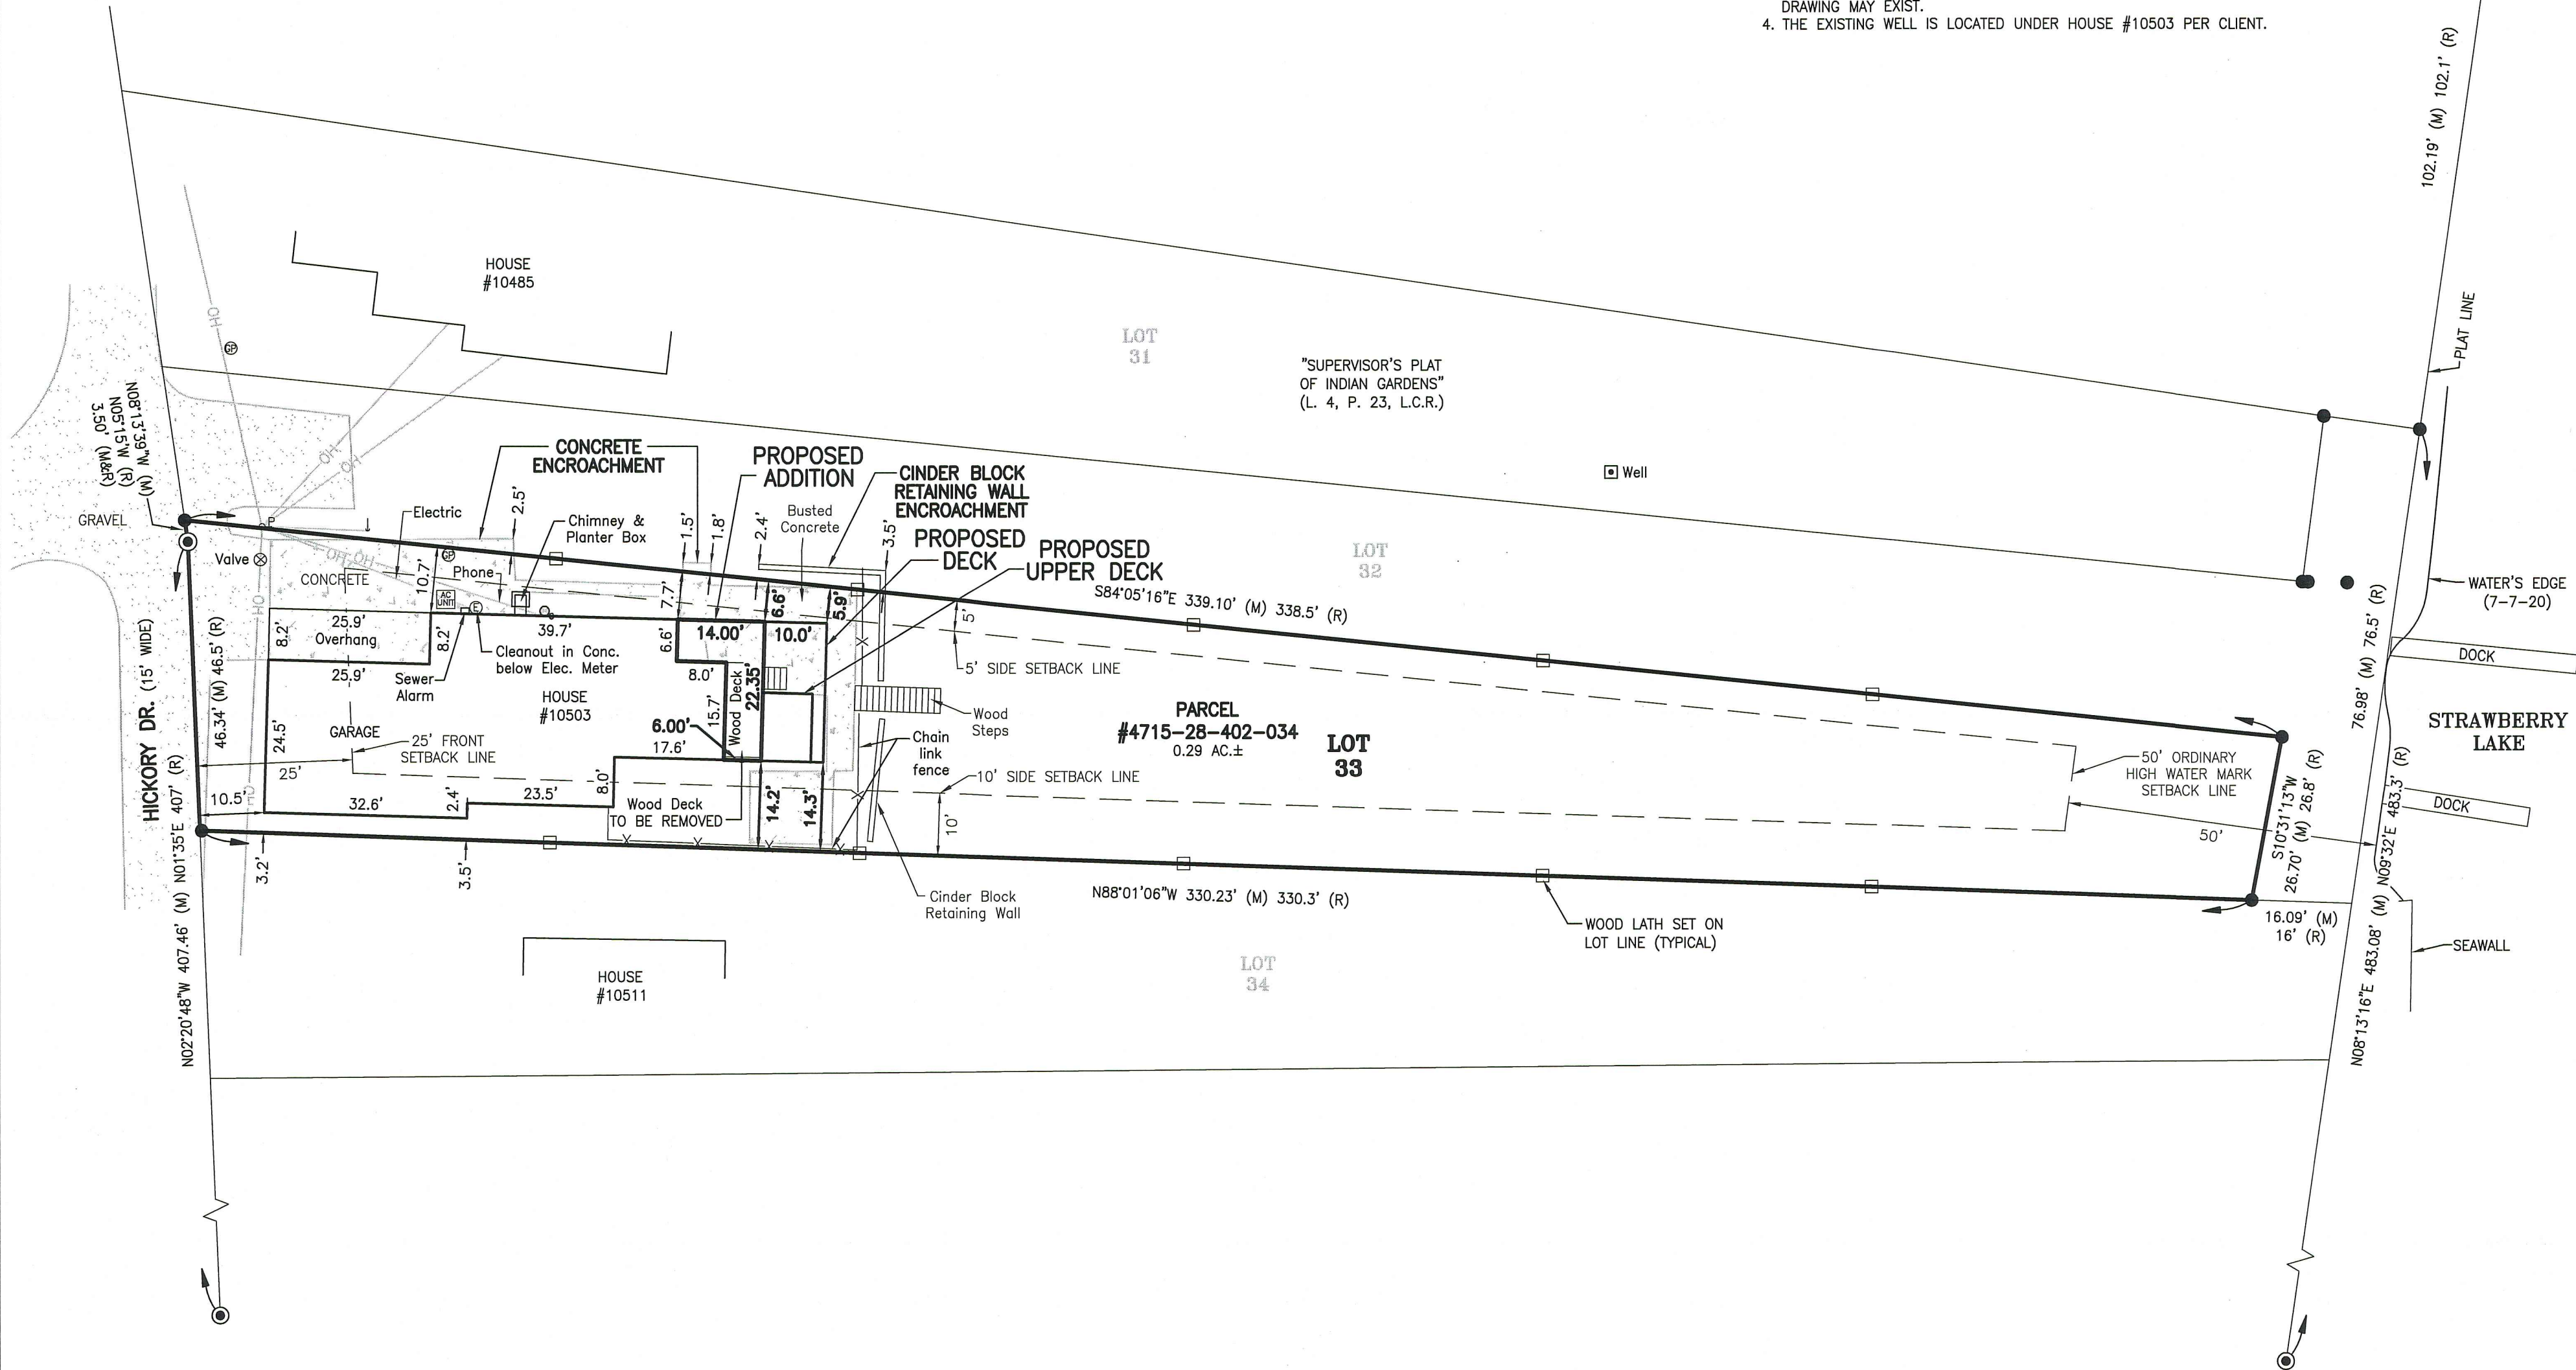 DRAWING MAY EXIST.
4. THE EXISTING WELL IS LOCATED UNDER HOUSE #10503 PER CLIENT.
102.19' (M) 102.1' (R)
PLAT LINE
HOUSE
#10485
OH
GP
LOT
31
"SUPERVISOR'S PLAT
OF INDIAN GARDENS"
(L. 4, P. 23, L.C.R.)
N08°13'39"W (M)
N05°15'W (R)
3.50' (M&R)
GRAVEL
OH
OH
P
CONCRETE
ENCROACHMENT
PROPOSED
ADDITION
CINDER BLOCK
RETAINING WALL
ENCROACHMENT
PROPOSED
DECK
PROPOSED
UPPER DECK
Well
LOT
32
Electric
2.5'
Chimney &
Planter Box
1.5'
1.8'
2.4'
Busted
Concrete
3.5'
Valve
CONCRETE
OH
OH
GP
10.7'
Phone
AC
UNIT
E
7.7'
6.6'
5.9'
S84°05'16"E 339.10' (M) 338.5' (R)
5'
5' SIDE SETBACK LINE
WATER'S EDGE
(7-7-20)
76.98' (M) 76.5' (R)
DOCK
STRAWBERRY
LAKE
DOCK
HICKORY DR. (15' WIDE)
46.34' (M) 46.5' (R)
OH
8.2'
25.9'
Overhang
8.2'
39.7'
6.6'
14.00'
10.0'
Cleanout in Conc.
below Elec. Meter
25.9'
Sewer
Alarm
8.0'
HOUSE
#10503
Wood Deck
22.35'
15.7'
6.00'
17.6'
24.5'
GARAGE
25' FRONT
SETBACK LINE
25'
Wood
Steps
Chain
link
fence
PARCEL
#4715-28-402-034
0.29 AC.±
LOT
33
50' ORDINARY
HIGH WATER MARK
SETBACK LINE
10' SIDE SETBACK LINE
10'
10.5'
32.6'
2.4'
23.5'
8.0'
Wood Deck
TO BE REMOVED
14.2'
14.3'
OH
50'
S10°31'13"W
26.70' (M) 26.8' (R)
3.2'
3.5'
Cinder Block
Retaining Wall
N88°01'06"W 330.23' (M) 330.3' (R)
WOOD LATH SET ON
LOT LINE (TYPICAL)
16.09' (M)
16' (R)
SEAWALL
N02°20'48"W 407.46' (M) N01°35'E 407' (R)
N08°13'16"E 483.08' (M) N09°32'E 483.3' (R)
HOUSE
#10511
LOT
34